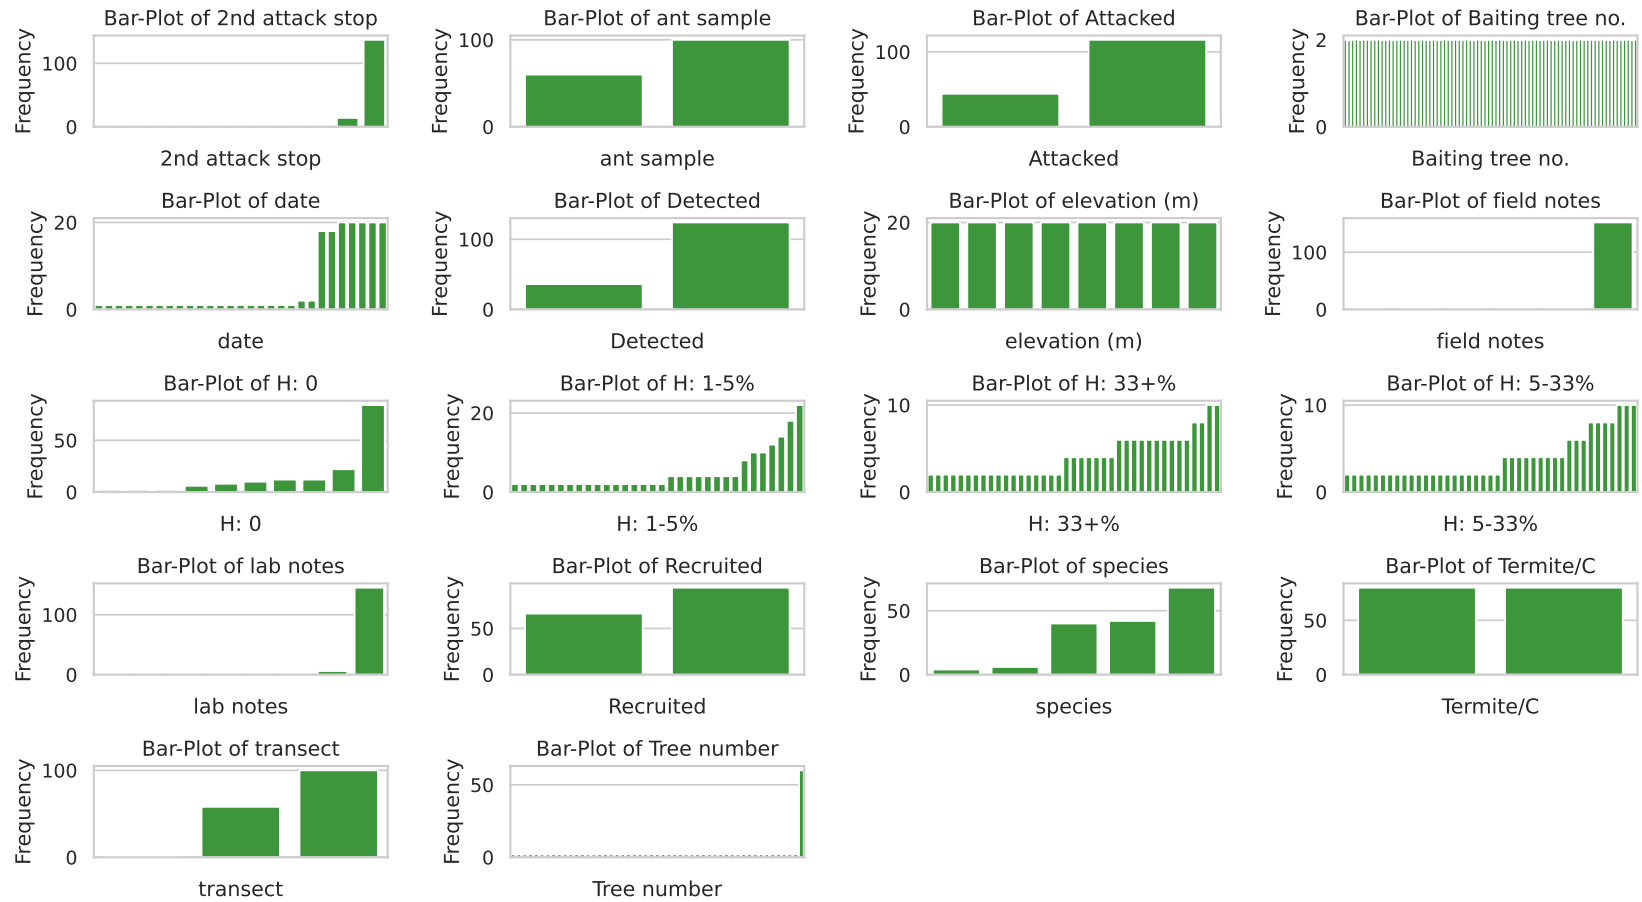 Bar-Plot of 2nd attack stop
Frequency
100
0
2nd attack stop
Bar-Plot of ant sample
Frequency
100
0
ant sample
Bar-Plot of Attacked
Frequency
100
0
Attacked
Bar-Plot of Baiting tree no.
Frequency
2
0
Baiting tree no.
Bar-Plot of date
Frequency
20
0
date
Bar-Plot of Detected
Frequency
100
0
Detected
Bar-Plot of elevation (m)
Frequency
20
0
elevation (m)
Bar-Plot of field notes
Frequency
100
0
field notes
Bar-Plot of H: 0
Frequency
50
0
H: 0
Bar-Plot of H: 1-5%
Frequency
20
0
H: 1-5%
Bar-Plot of H: 33+%
Frequency
10
0
H: 33+%
Bar-Plot of H: 5-33%
Frequency
10
0
H: 5-33%
Bar-Plot of lab notes
Frequency
100
0
lab notes
Bar-Plot of Recruited
Frequency
50
0
Recruited
Bar-Plot of species
Frequency
50
0
species
Bar-Plot of Termite/C
Frequency
50
0
Termite/C
Bar-Plot of transect
Frequency
100
0
transect
Bar-Plot of Tree number
Frequency
50
0
Tree number